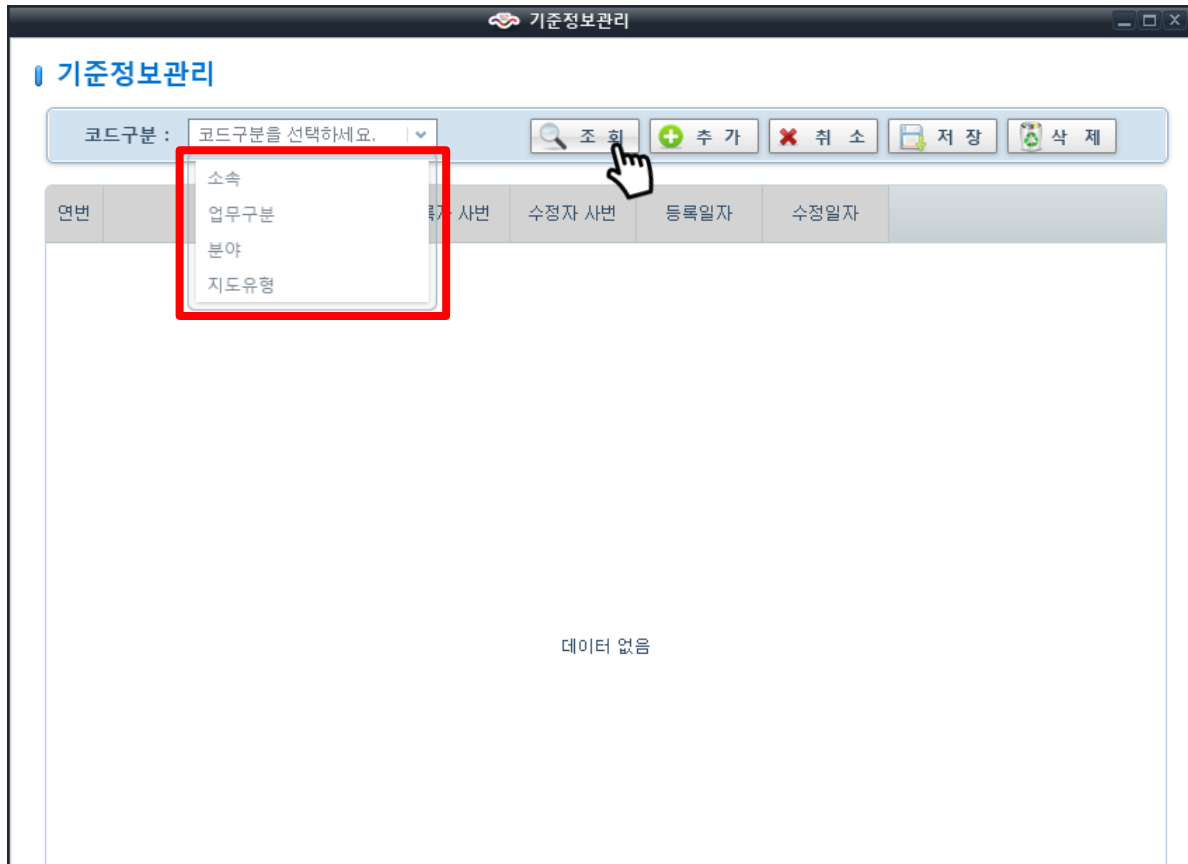 기준정보관리
기준정보관리
코드구분 : 코드구분을 선택하세요. 조 회 추 가 취 소 저 장 삭 제
소속
업무구분
분야
지도유형
연번 사번 수정자 사번 등록일자 수정일자
데이터 없음